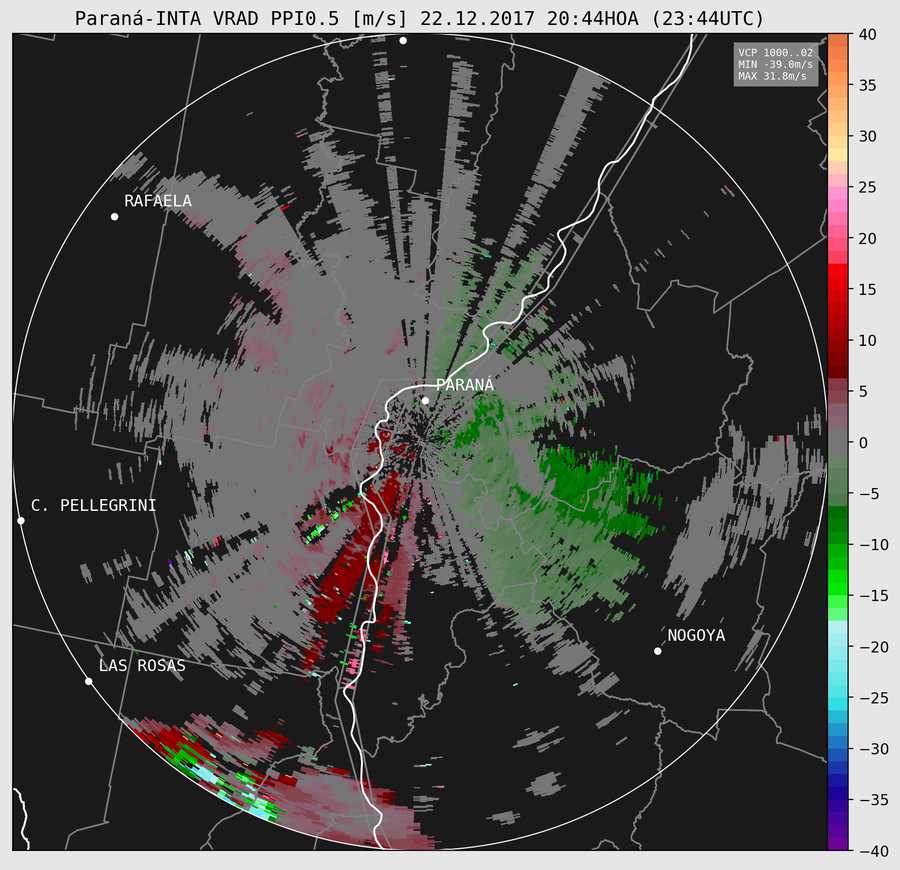 Paraná-INTA VRAD PPI0.5 [m/s] 22.12.2017 20:44HOA (23:44UTC)
VCP 1000..02
MIN -39.0m/s
MAX 31.8m/s
RAFAELA
PARANÁ
C. PELLEGRINI
NOGOYA
LAS ROSAS
40
35
30
25
20
15
10
5
0
−5
−10
−15
−20
−25
−30
−35
−40